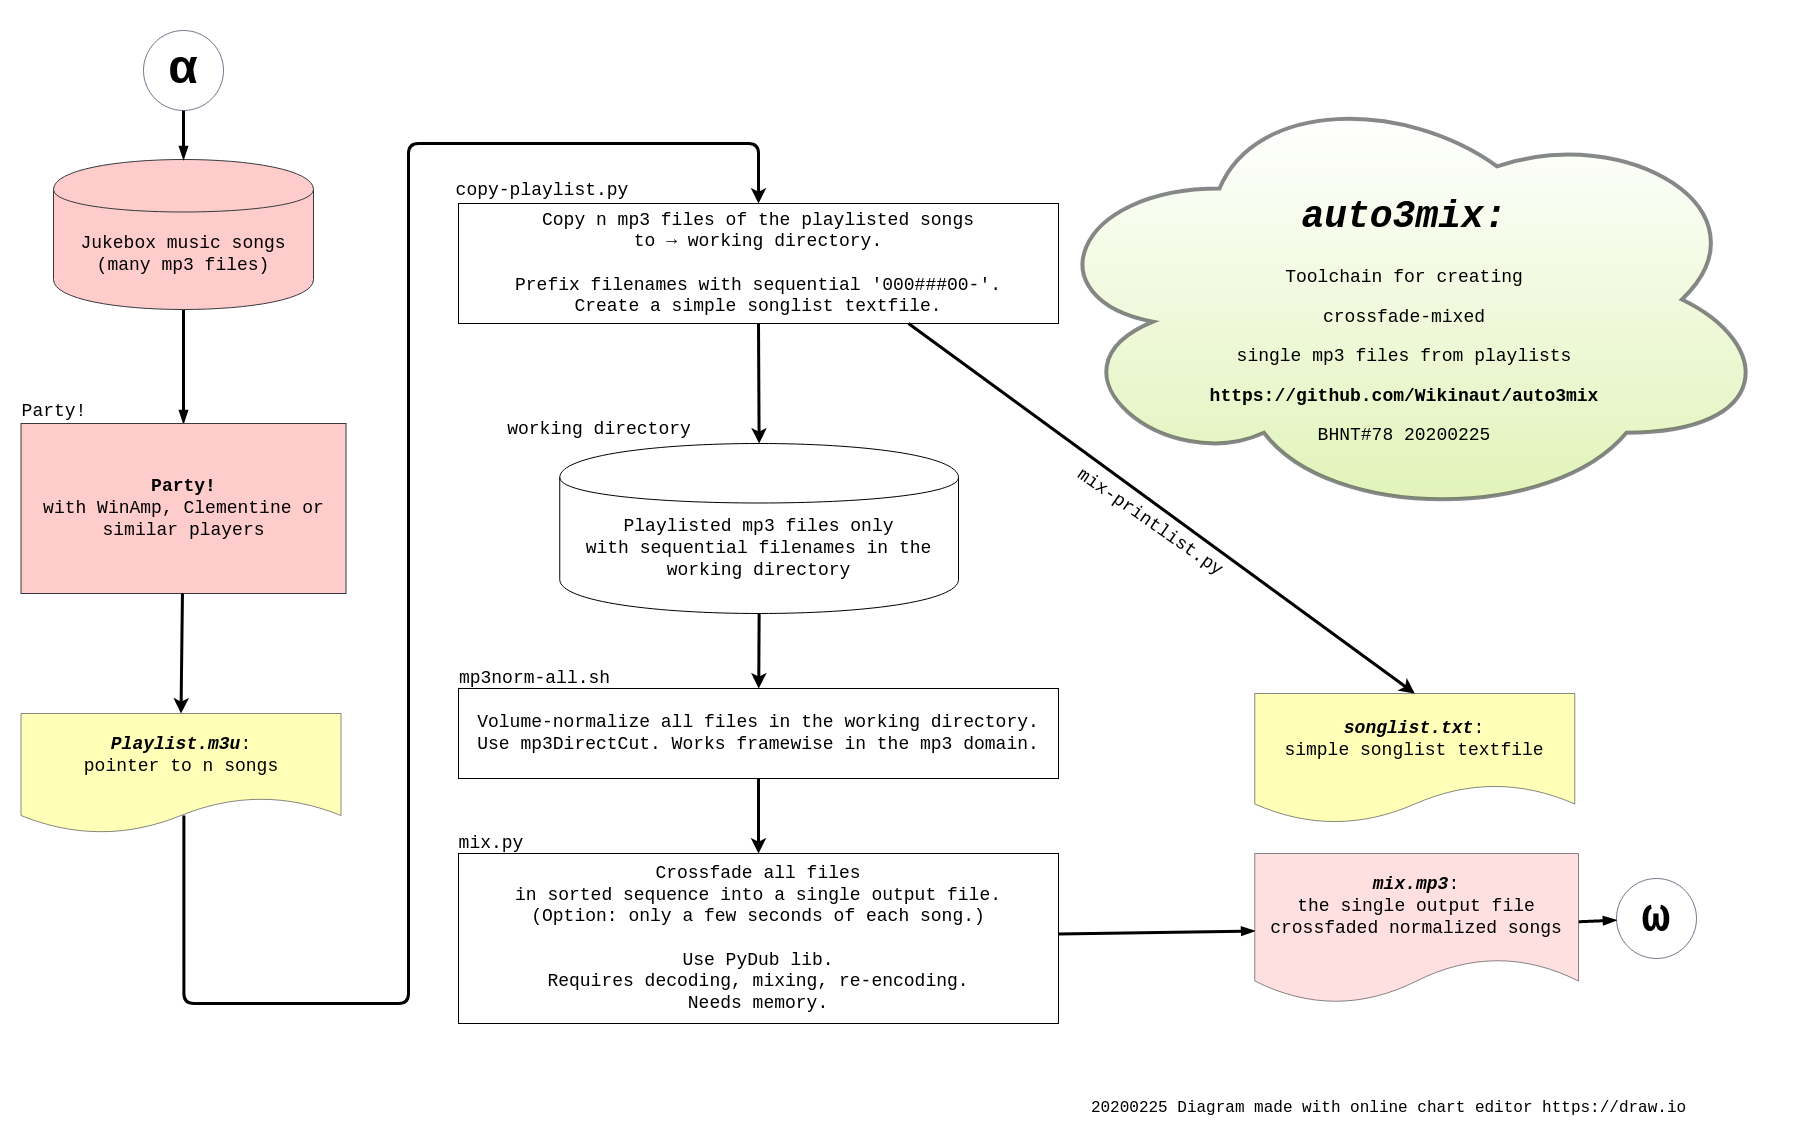 α
Jukebox music songs
(many mp3 files)
Party!
Party!
with WinAmp, Clementine or
similar players
Playlist.m3u:
pointer to n songs
copy-playlist.py
Copy n mp3 files of the playlisted songs
to → working directory.
Prefix filenames with sequential '000###00-'.
Create a simple songlist textfile.
working directory
Playlisted mp3 files only
with sequential filenames in the
working directory
mp3norm-all.sh
Volume-normalize all files in the working directory.
Use mp3DirectCut. Works framewise in the mp3 domain.
mix.py
Crossfade all files
in sorted sequence into a single output file.
(Option: only a few seconds of each song.)
Use PyDub lib.
Requires decoding, mixing, re-encoding.
Needs memory.
auto3mix:
Toolchain for creating
crossfade-mixed
single mp3 files from playlists
https://github.com/Wikinaut/auto3mix
BHNT#78 20200225
mix-printlist.py
songlist.txt:
simple songlist textfile
mix.mp3:
the single output file
crossfaded normalized songs
ω
20200225 Diagram made with online chart editor https://draw.io